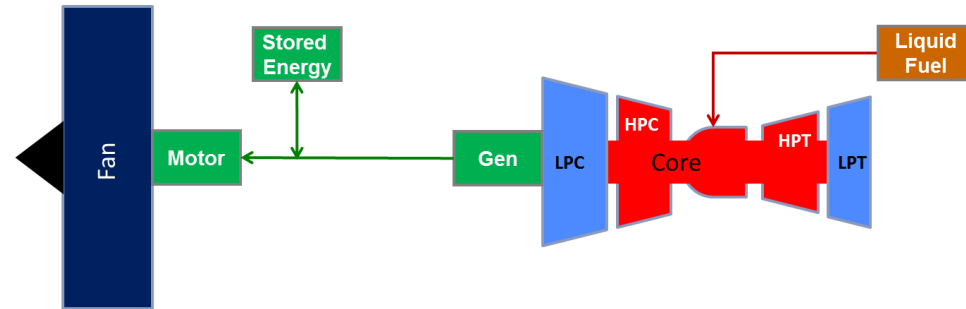 Stored
Energy
Liquid
Fuel
Fan
Motor
Gen
LPC
HPC
Core
HPT
LPT